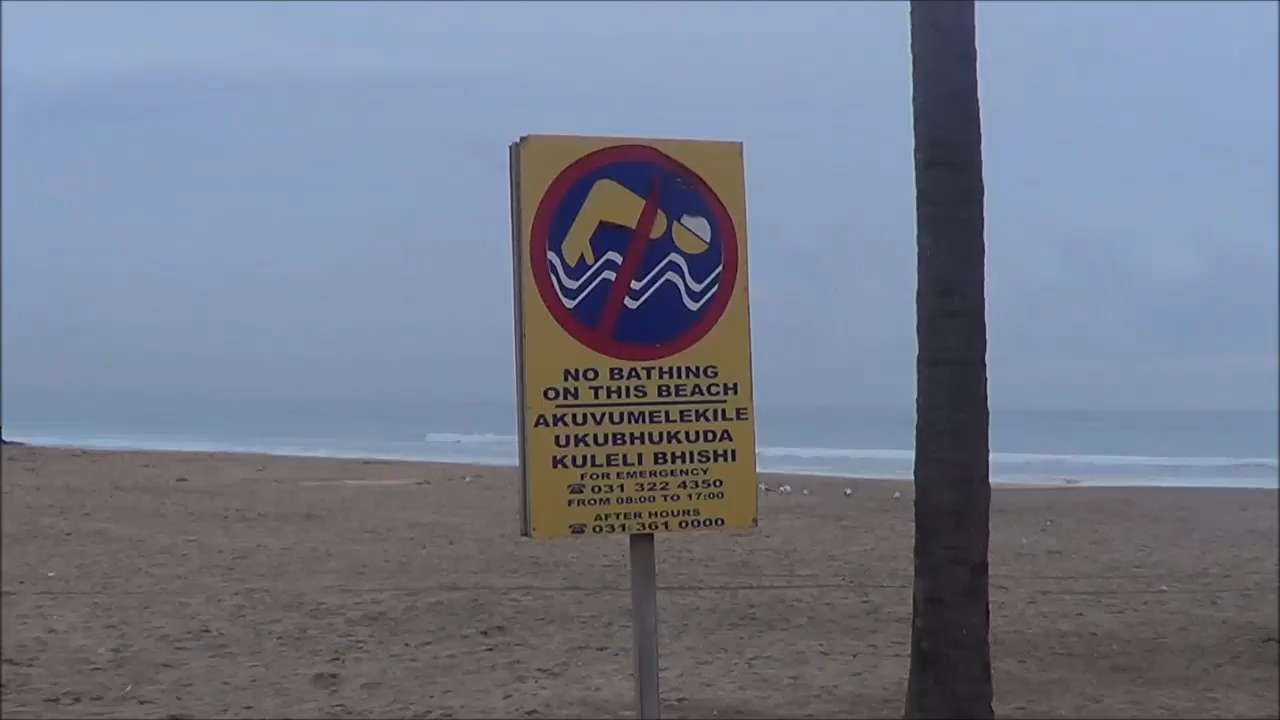 NO BATHING
ON THIS BEACH
AKUVUMELEKILE
UKUBHUKUDA
KULELI BHISHI
FOR EMERGENCY
☎ 031 322 4350
FROM 08:00 TO 17:00
AFTER HOURS
☎ 031 361 0000